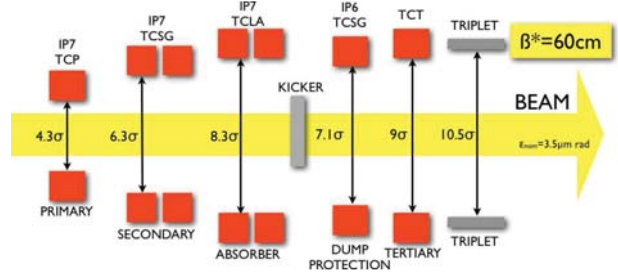 IP7
TCP
IP7
TCSG
IP7
TCLA
KICKER
IP6
TCSG
TCT
TRIPLET
ß*=60cm
BEAM
4.3σ
6.3σ
8.3σ
7.1σ
9σ
10.5σ
εnom=3.5µm rad
PRIMARY
SECONDARY
ABSORBER
DUMP
PROTECTION
TERTIARY
TRIPLET